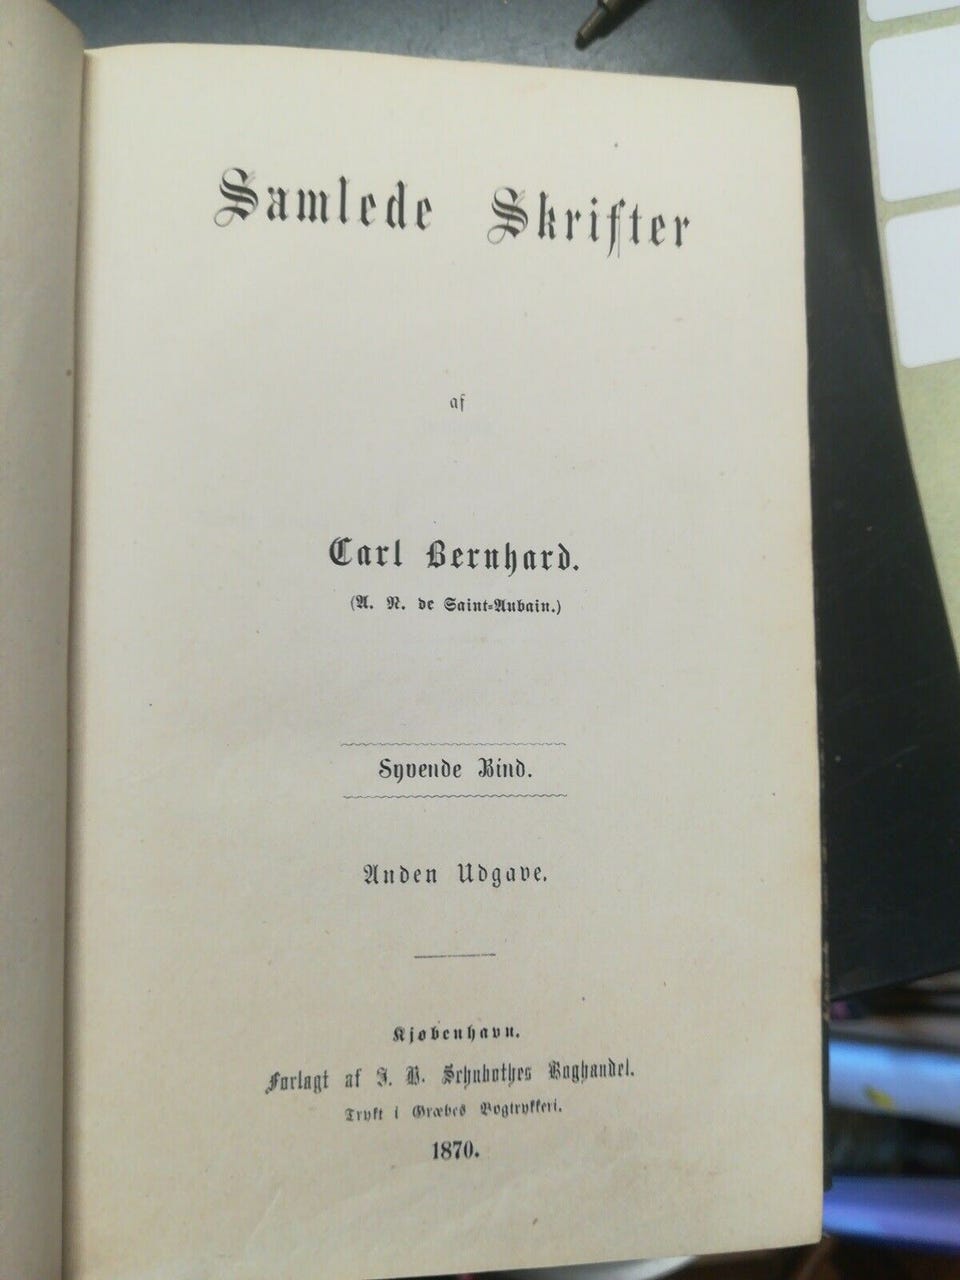 Samlede Skrifter
af
Carl Bernhard.
(A. N. de Saint-Aubain.)
Syvende Bind.
Anden Udgave.
Kjøbenhavn.
Forlagt af J. H. Schubothes Boghandel.
Trykt i Græbes Bogtrykkeri.
1870.